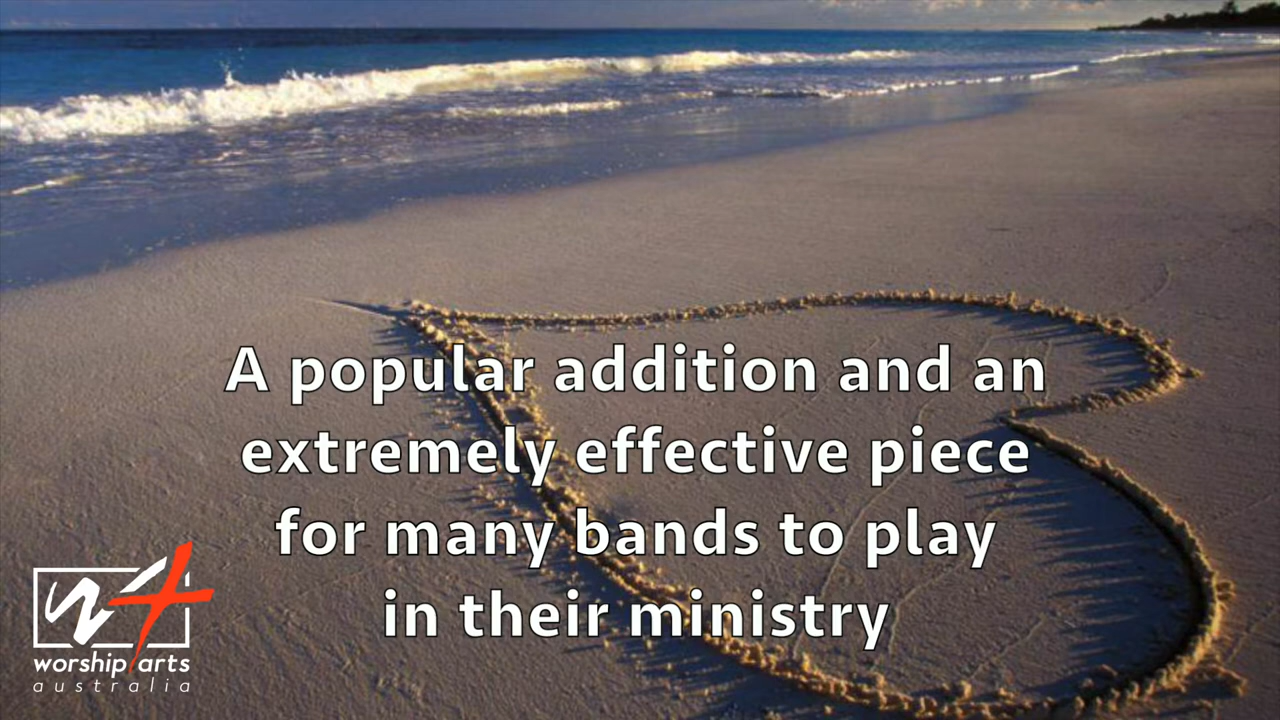 A popular addition and an
extremely effective piece
for many bands to play
in their ministry
worship arts
australia